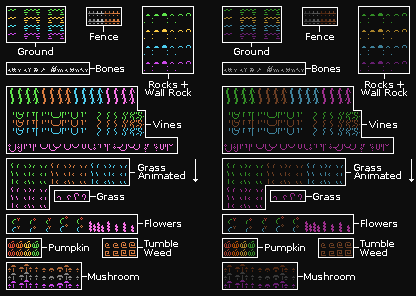 Ground
Fence
Bones
Rocks +
Wall Rock
Vines
Grass
Animated
Grass
Flowers
Pumpkin
Tumble
Weed
Mushroom
Ground
Fence
Bones
Rocks +
Wall Rock
Vines
Grass
Animated
Grass
Flowers
Pumpkin
Tumble
Weed
Mushroom